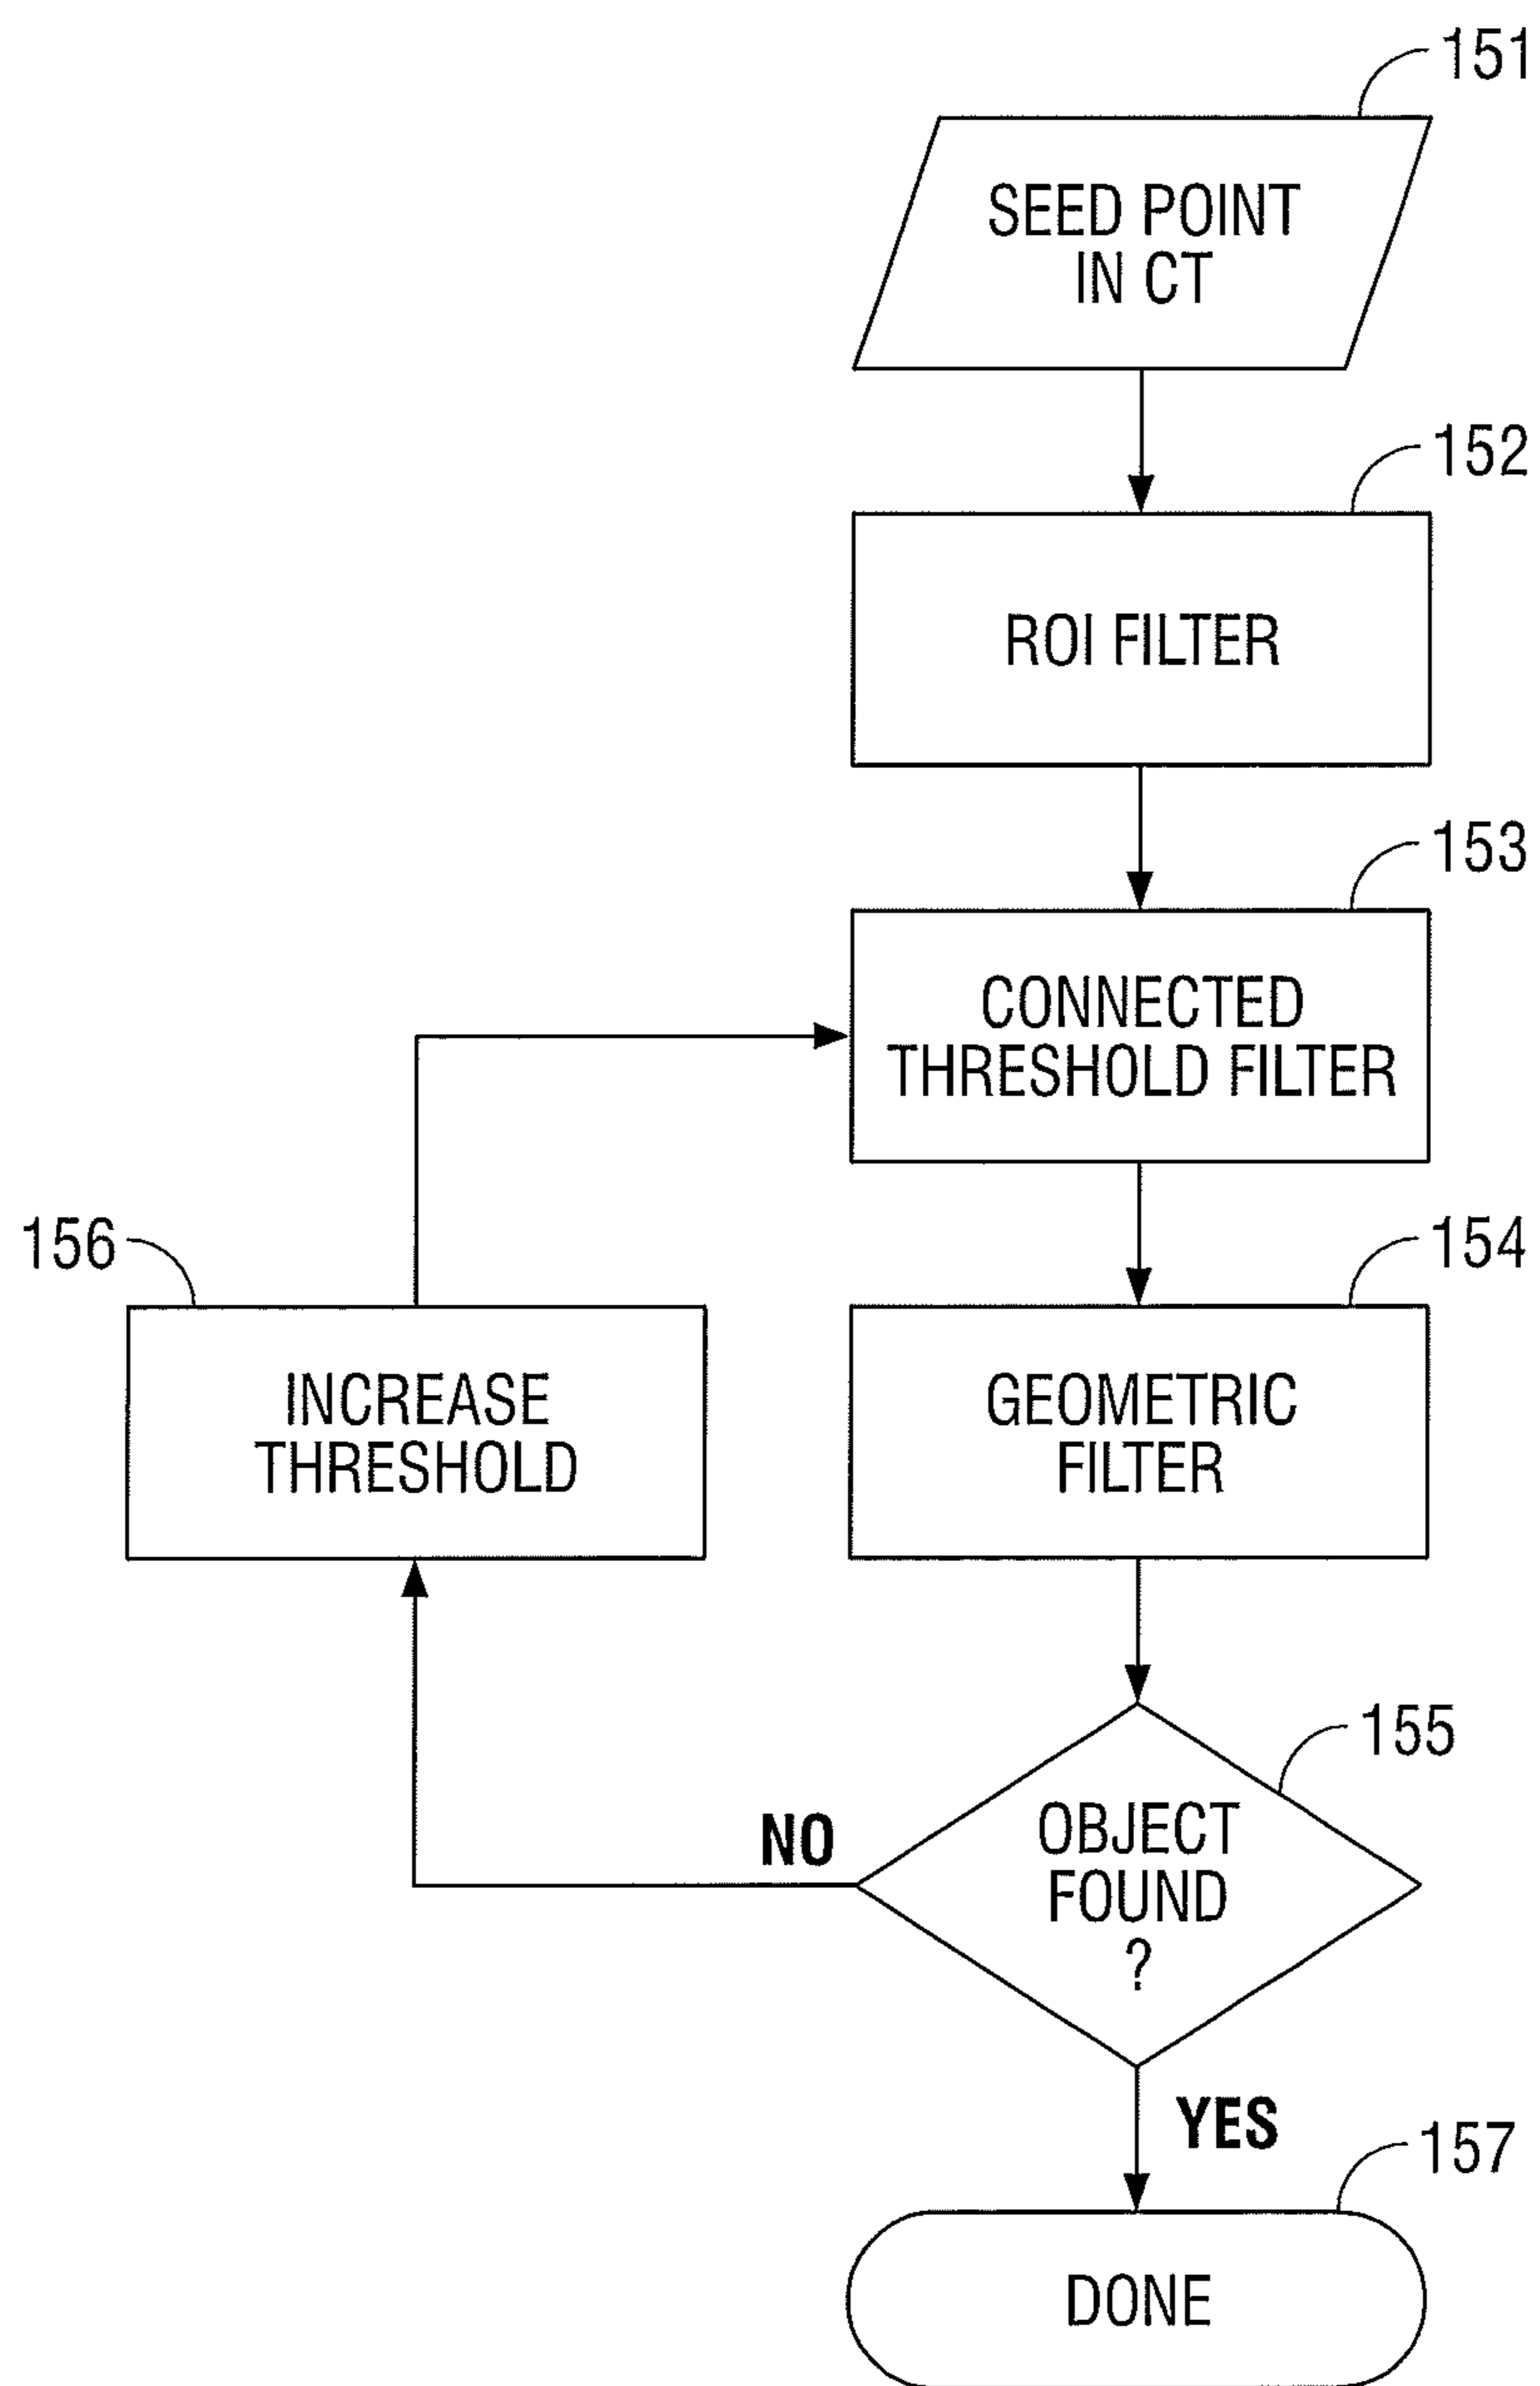 151
SEED POINT
IN CT
152
ROI FILTER
153
CONNECTED
THRESHOLD FILTER
156
154
INCREASE
THRESHOLD
GEOMETRIC
FILTER
155
OBJECT
FOUND
?
NO
YES
157
DONE